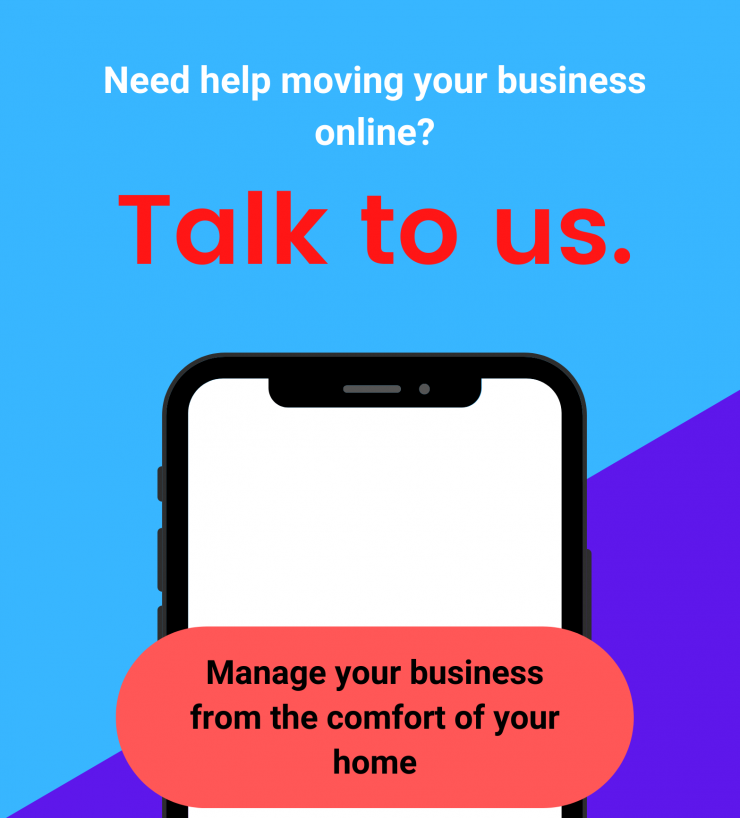 Need help moving your business
online?
Talk to us.
Manage your business
from the comfort of your
home